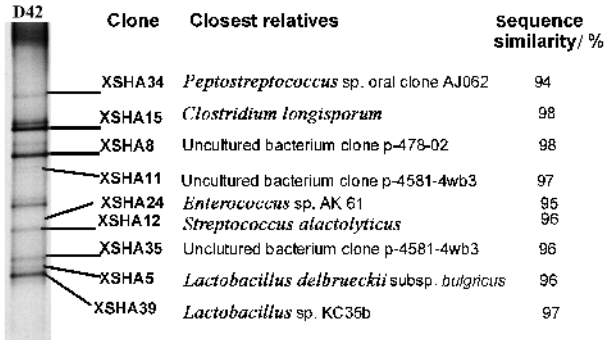 D42 Clone Closest relatives Sequence
similarity/ %
XSHA34 Peptostreptococcus sp. oral clone AJ062 94
XSHA15 Clostridium longisporum 98
XSHA8 Uncultured bacterium clone p-478-02 98
XSHA11 Uncultured bacterium clone p-4581-4wb3 97
XSHA24 Enterococcus sp. AK 61 95
XSHA12 Streptococcus alactolyticus 96
XSHA35 Unclutured bacterium clone p-4581-4wb3 96
XSHA5 Lactobacillus delbrueckii subsp. bulgricus 96
XSHA39 Lactobacillus sp. KC35b 97